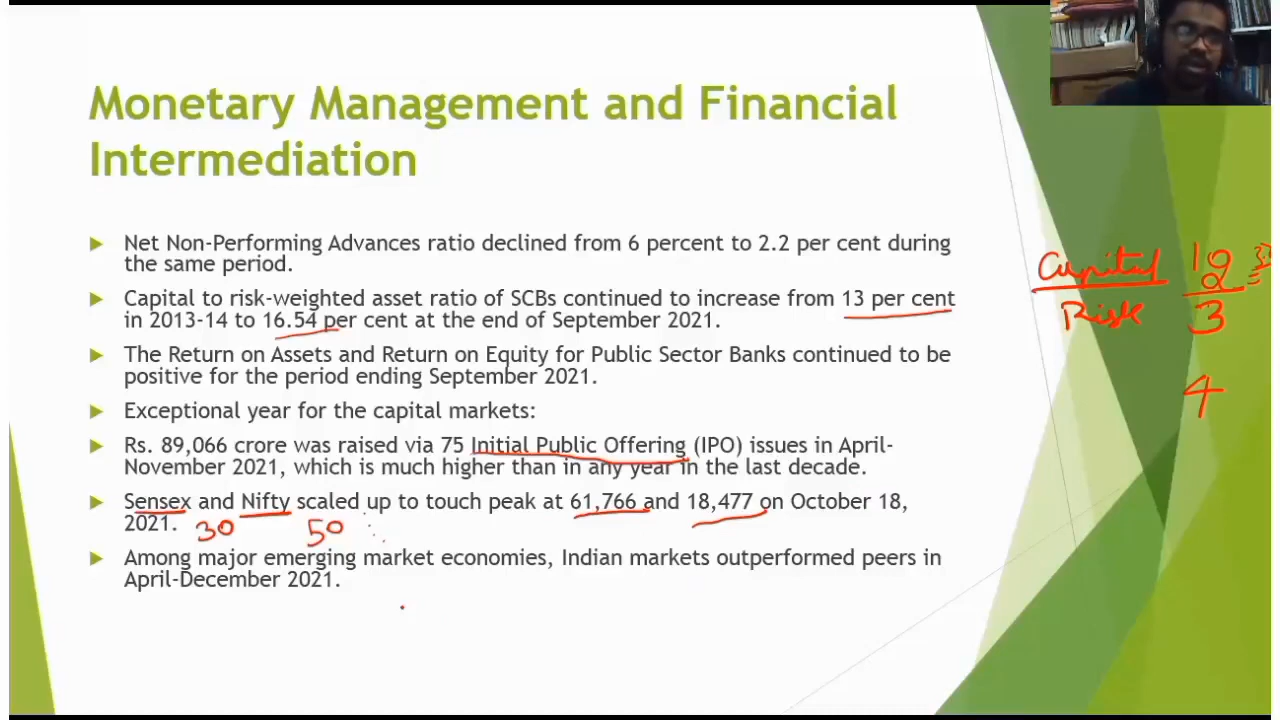 Monetary Management and Financial
Intermediation
Net Non-Performing Advances ratio declined from 6 percent to 2.2 per cent during
the same period.
Capital to risk-weighted asset ratio of SCBs continued to increase from 13 per cent
in 2013-14 to 16.54 per cent at the end of September 2021.
The Return on Assets and Return on Equity for Public Sector Banks continued to be
positive for the period ending September 2021.
Exceptional year for the capital markets:
Rs. 89,066 crore was raised via 75 Initial Public Offering (IPO) issues in April-
November 2021, which is much higher than in any year in the last decade.
Sensex and Nifty scaled up to touch peak at 61,766 and 18,477 on October 18,
2021.
30
50
Among major emerging market economies, Indian markets outperformed peers in
April-December 2021.
Capital
Risk
3
4